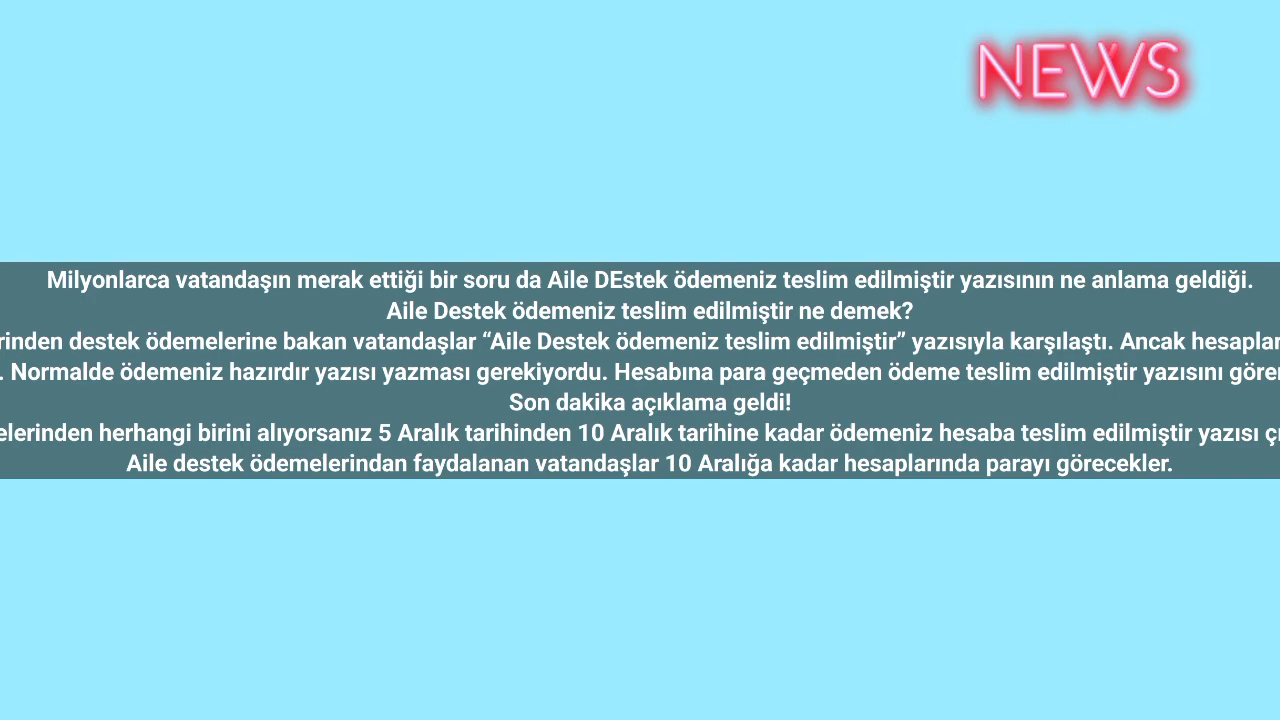 NEWS
Milyonlarca vatandaşın merak ettiği bir soru da Aile DEstek ödemeniz teslim edilmiştir yazısının ne anlama geldiği.
Aile Destek ödemeniz teslim edilmiştir ne demek?
destek ödemelerine bakan vatandaşlar “Aile Destek ödemeniz teslim edilmiştir” yazısıyla karşılaştı. Ancak
. Normalde ödemeniz hazırdır yazısı yazması gerekiyordu. Hesabına para geçmeden ödeme teslim edilmiştir yazısını
Son dakika açıklama geldi!
herhangi birini alıyorsanız 5 Aralık tarihinden 10 Aralık tarihine kadar ödemeniz hesaba teslim edilmiştir yazısı
Aile destek ödemelerindan faydalanan vatandaşlar 10 Aralığa kadar hesaplarında parayı görecekler.